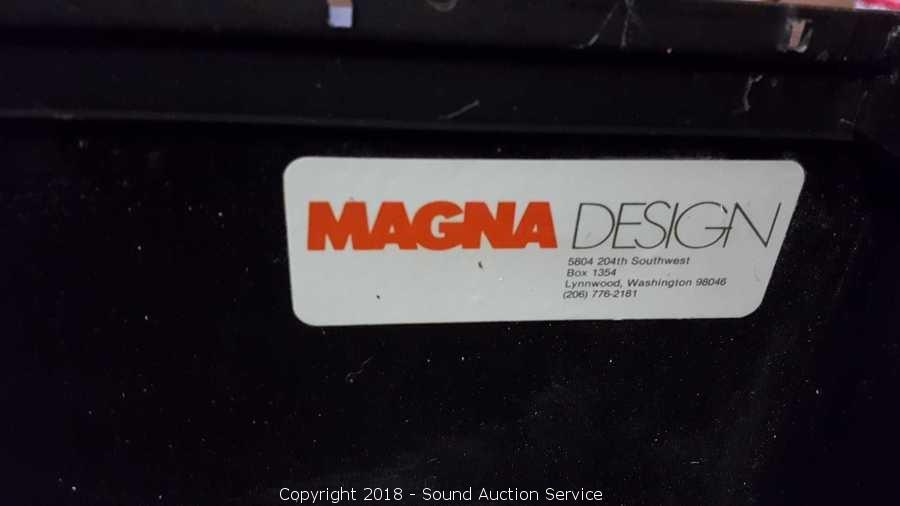 MAGNA DESIGN
5804 204th Southwest
Box 1354
Lynnwood, Washington 98046
(206) 776-2181
Copyright 2018 - Sound Auction Service